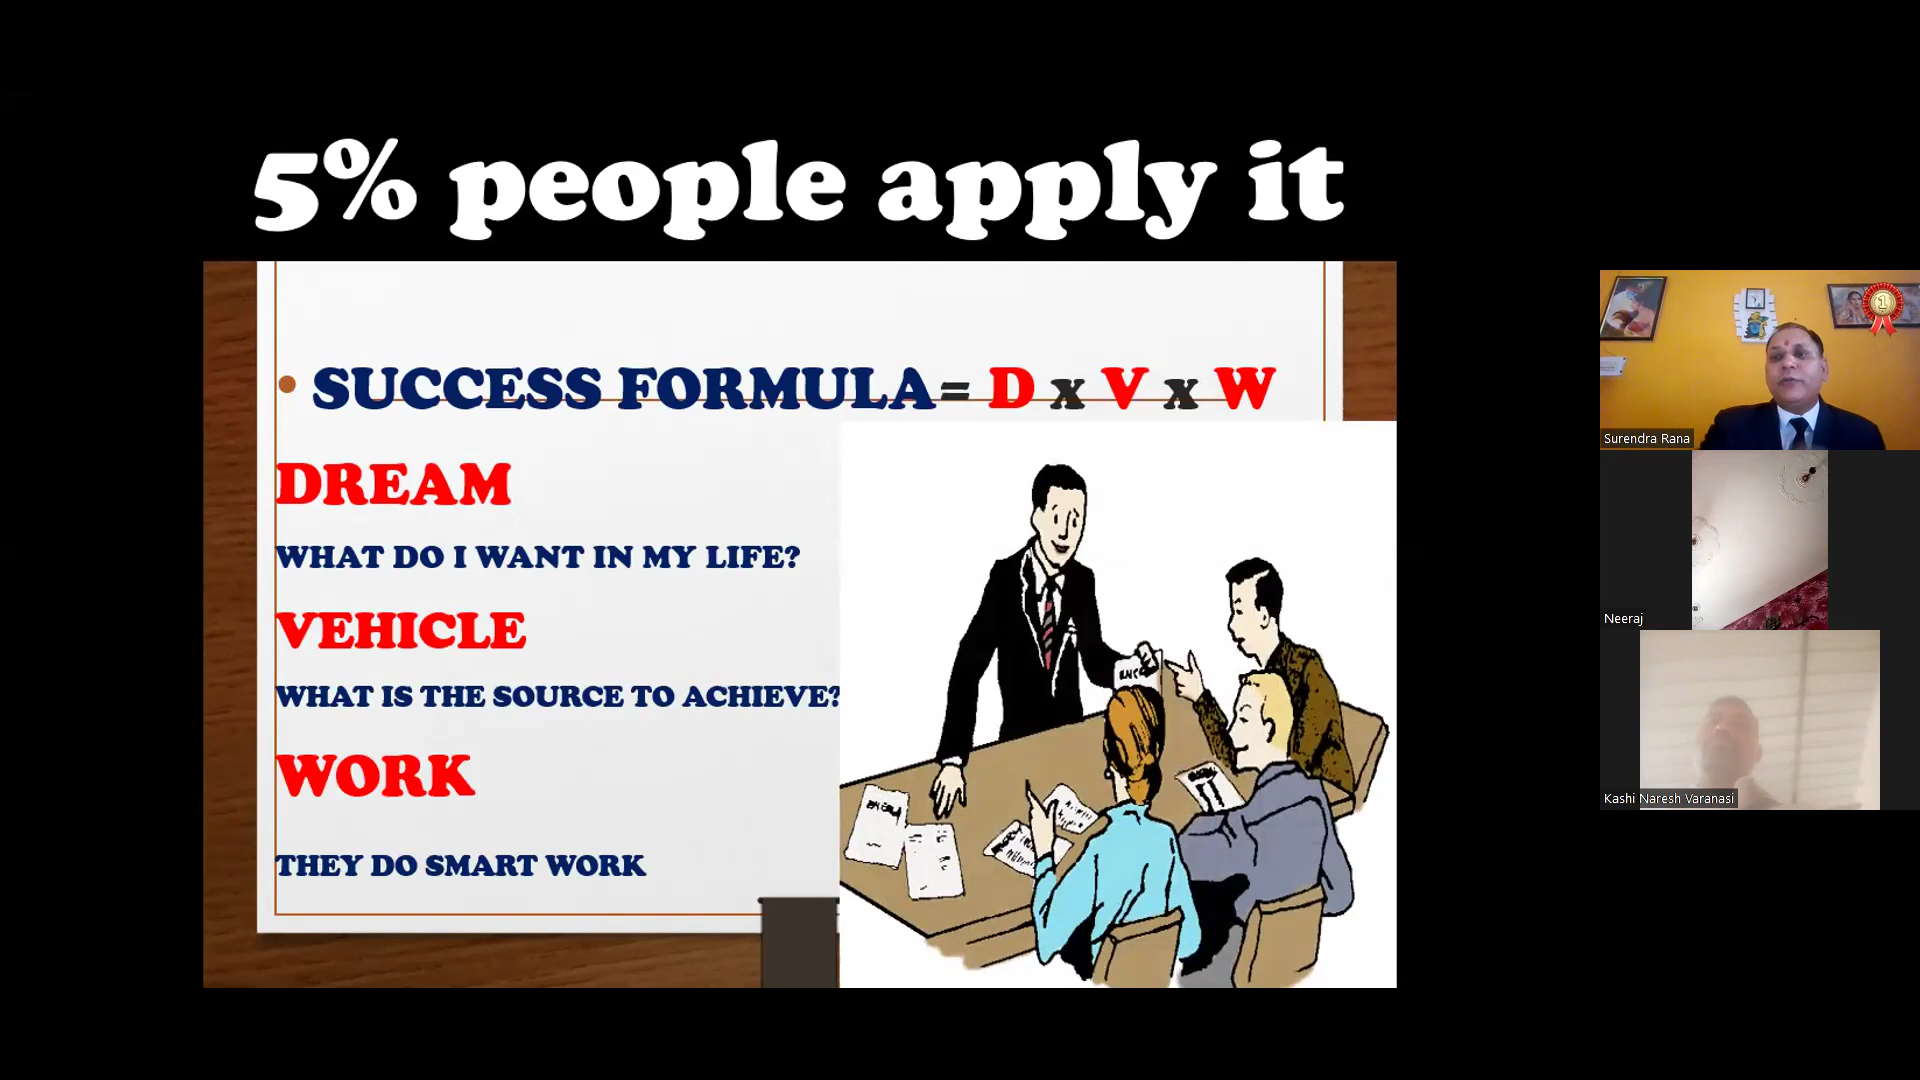 5% people apply it
• SUCCESS FORMULA= D x V x W
DREAM
WHAT DO I WANT IN MY LIFE?
VEHICLE
WHAT IS THE SOURCE TO ACHIEVE?
WORK
THEY DO SMART WORK
1
Surendra Rana
Neeraj
Kashi Naresh Varanasi